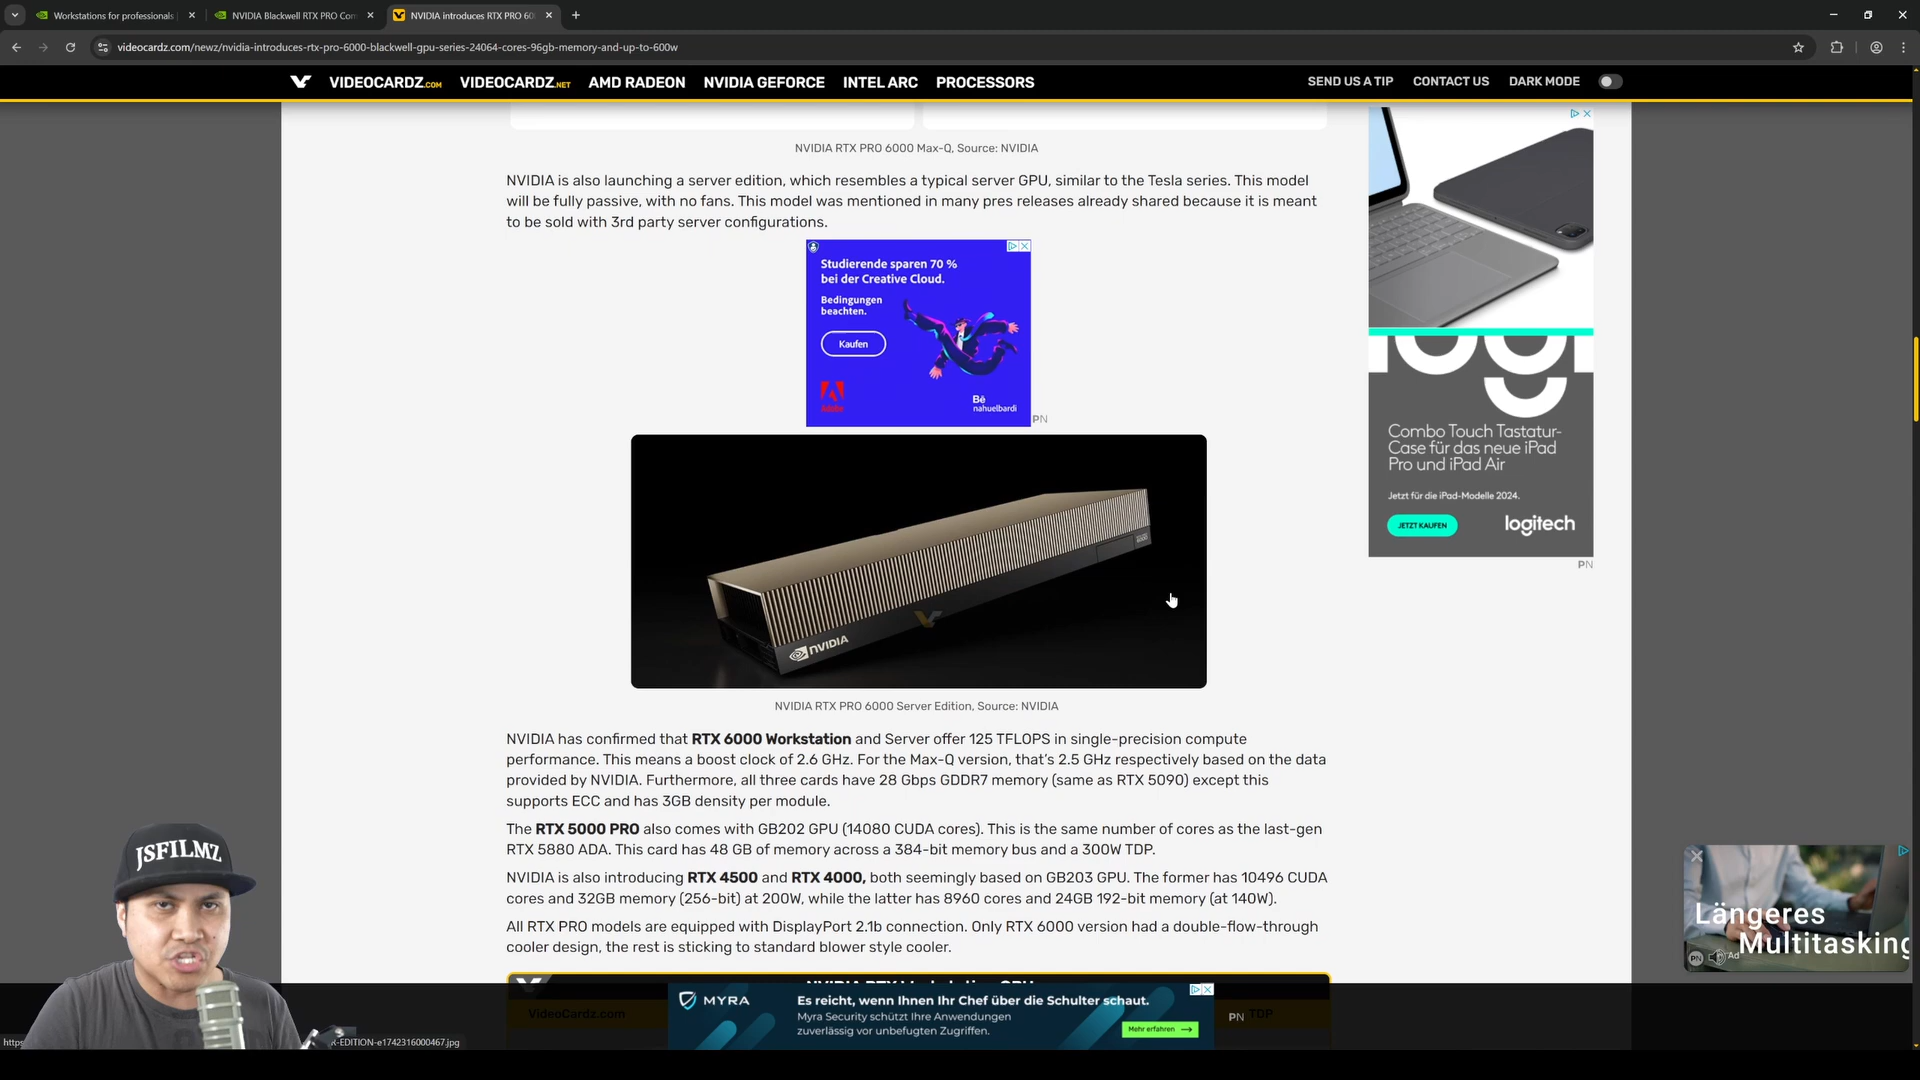 Workstations for professionals
NVIDIA Blackwell RTX PRO Com
NVIDIA introduces RTX PRO 60
videocardz.com/newz/nvidia-introduces-rtx-pro-6000-blackwell-gpu-series-24064-cores-96gb-memory-and-up-to-600w
VIDEOCARDZ.COM VIDEOCARDZ.NET AMD RADEON NVIDIA GEFORCE INTEL ARC PROCESSORS SEND US A TIP CONTACT US DARK MODE
NVIDIA RTX PRO 6000 Max-Q, Source: NVIDIA
NVIDIA is also launching a server edition, which resembles a typical server GPU, similar to the Tesla series. This model
will be fully passive, with no fans. This model was mentioned in many pres releases already shared because it is meant
to be sold with 3rd party server configurations.
Studierende sparen 70 %
bei der Creative Cloud.
Bedingungen
beachten.
Kaufen
Adobe
Bē
nahuelbardi
PN
NVIDIA
6000
NVIDIA RTX PRO 6000 Server Edition, Source: NVIDIA
NVIDIA has confirmed that RTX 6000 Workstation and Server offer 125 TFLOPS in single-precision compute
performance. This means a boost clock of 2.6 GHz. For the Max-Q version, that's 2.5 GHz respectively based on the data
provided by NVIDIA. Furthermore, all three cards have 28 Gbps GDDR7 memory (same as RTX 5090) except this
supports ECC and has 3GB density per module.
The RTX 5000 PRO also comes with GB202 GPU (14080 CUDA cores). This is the same number of cores as the last-gen
RTX 5880 ADA. This card has 48 GB of memory across a 384-bit memory bus and a 300W TDP.
NVIDIA is also introducing RTX 4500 and RTX 4000, both seemingly based on GB203 GPU. The former has 10496 CUDA
cores and 32GB memory (256-bit) at 200W, while the latter has 8960 cores and 24GB 192-bit memory (at 140W).
All RTX PRO models are equipped with DisplayPort 2.1b connection. Only RTX 6000 version had a double-flow-through
cooler design, the rest is sticking to standard blower style cooler.
VideoCardz.com
TDP
logi
Combo Touch Tastatur-
Case für das neue iPad
Pro und iPad Air
Jetzt für die iPad-Modelle 2024.
JETZT KAUFEN
logitech
PN
Längeres
Multitasking
PN Ad
MYRA
Es reicht, wenn Ihnen Ihr Chef über die Schulter schaut.
Myra Security schützt Ihre Anwendungen
zuverlässig vor unbefugten Zugriffen.
Mehr erfahren
PN
JSFILMZ
https
R-EDITION-e1742316000467.jpg